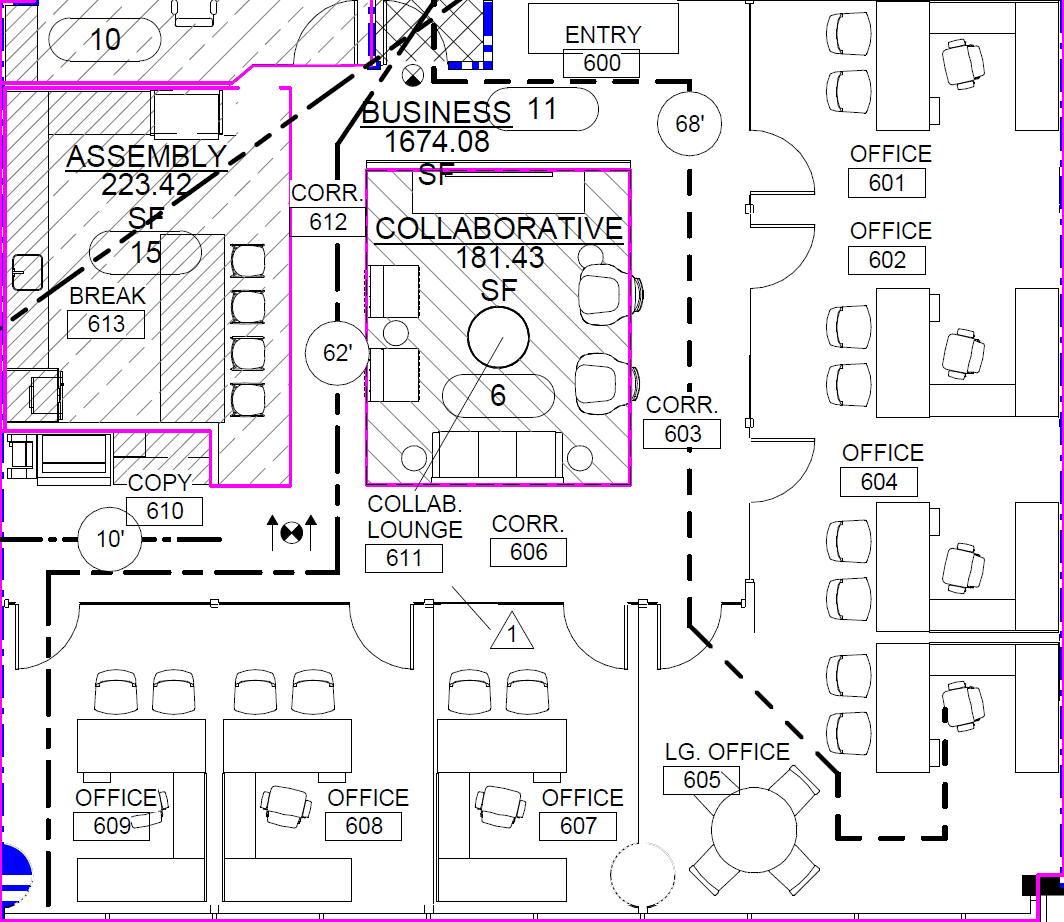 10
ENTRY
600
BUSINESS
11
1674.08
SF
68'
ASSEMBLY
223.42
SF
15
CORR.
612
OFFICE
601
COLLABORATIVE
181.43
SF
OFFICE
602
BREAK
613
62'
6
CORR.
603
OFFICE
604
COPY
610
COLLAB.
LOUNGE
611
CORR.
606
10'
1
LG. OFFICE
605
OFFICE
609
OFFICE
608
OFFICE
607